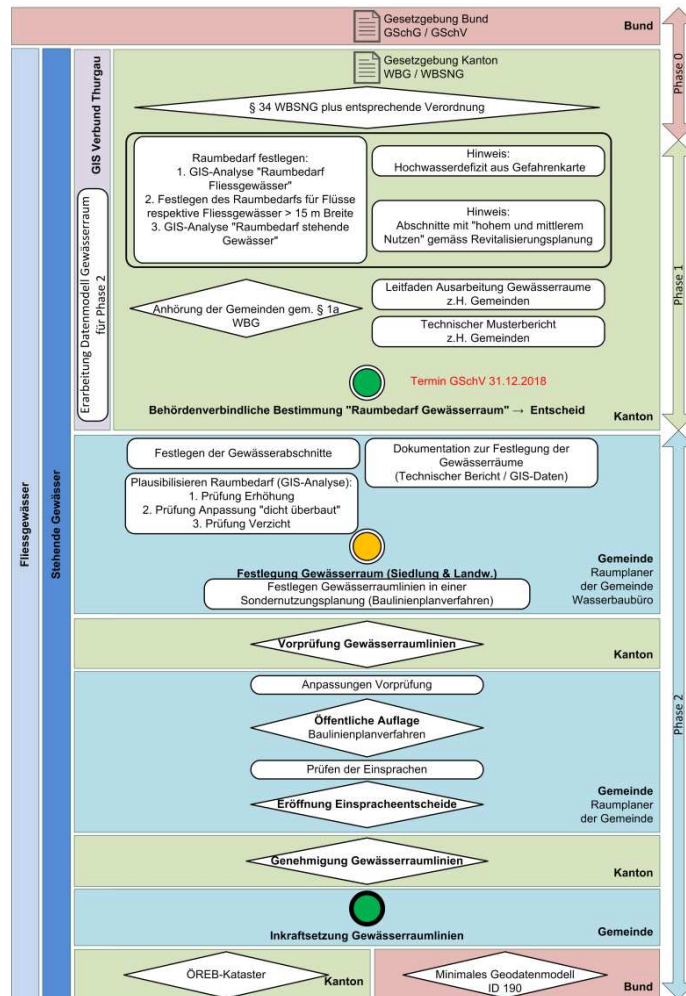 Gesetzgebung Bund
GSchG / GSchV
Bund
Phase 0
Fliessgewässer
Stehende Gewässer
GIS Verbund Thurgau
Erarbeitung Datenmodell Gewässerraum
für Phase 2
Gesetzgebung Kanton
WBG / WBSNG
§ 34 WBSNG plus entsprechende Verordnung
Raumbedarf festlegen:
1. GIS-Analyse "Raumbedarf
Fliessgewässer"
2. Festlegen des Raumbedarfs für Flüsse
respektive Fliessgewässer > 15 m Breite
3. GIS-Analyse "Raumbedarf stehende
Gewässer"
Hinweis:
Hochwasserdefizit aus Gefahrenkarte
Hinweis:
Abschnitte mit "hohem und mittlerem
Nutzen" gemäss Revitalisierungsplanung
Phase 1
Anhörung der Gemeinden gem. § 1a
WBG
Leitfaden Ausarbeitung Gewässerraume
z.H. Gemeinden
Technischer Musterbericht
z.H. Gemeinden
Termin GSchV 31.12.2018
Behördenverbindliche Bestimmung "Raumbedarf Gewässerraum" → Entscheid
Kanton
Festlegen der Gewässerabschnitte
Dokumentation zur Festlegung der
Gewässerräume
(Technischer Bericht / GIS-Daten)
Plausibilisieren Raumbedarf (GIS-Analyse):
1. Prüfung Erhöhung
2. Prüfung Anpassung "dicht überbaut"
3. Prüfung Verzicht
Festlegung Gewässerraum (Siedlung & Landw.)
Festlegen Gewässerraumlinien in einer
Sondernutzungsplanung (Baulinienplanverfahren)
Gemeinde
Raumplaner
der Gemeinde
Wasserbaubüro
Vorprüfung Gewässerraumlinien
Kanton
Phase 2
Anpassungen Vorprüfung
Öffentliche Auflage
Baulinienplanverfahren
Prüfen der Einsprachen
Eröffnung Einspracheentscheide
Gemeinde
Raumplaner
der Gemeinde
Genehmigung Gewässerraumlinien
Kanton
Inkraftsetzung Gewässerraumlinien
Gemeinde
ÖREB-Kataster
Kanton
Minimales Geodatenmodell
ID 190
Bund